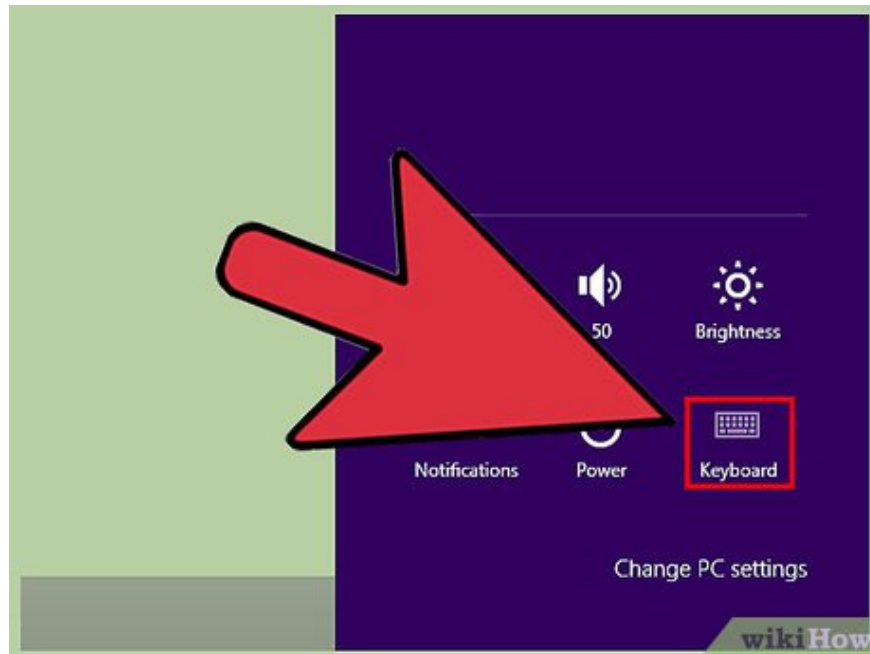 50
Brightness
Notifications
Power
Keyboard
Change PC settings
wikiHow